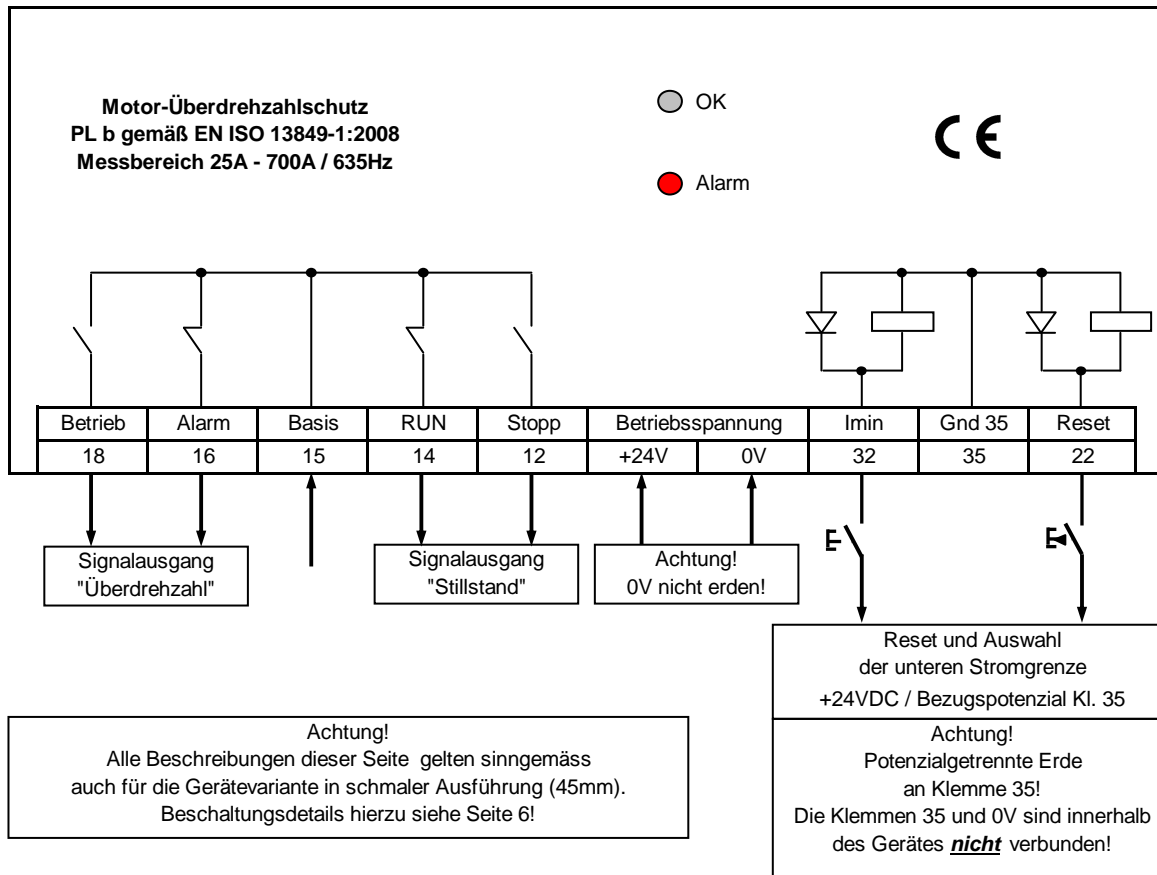 Motor-Überdrehzahlschutz
PL b gemäß EN ISO 13849-1:2008
Messbereich 25A - 700A / 635Hz
OK
Alarm
CE
Betrieb Alarm Basis RUN Stopp Betriebsspannung Imin Gnd 35 Reset
18 16 15 14 12 +24V 0V 32 35 22
Signalausgang
"Überdrehzahl"
Signalausgang
"Stillstand"
Achtung!
0V nicht erden!
Reset und Auswahl
der unteren Stromgrenze
+24VDC / Bezugspotenzial Kl. 35
Achtung!
Potenzialgetrennte Erde
an Klemme 35!
Die Klemmen 35 und 0V sind innerhalb
des Gerätes nicht verbunden!
Achtung!
Alle Beschreibungen dieser Seite gelten sinngemäss
auch für die Gerätevariante in schmaler Ausführung (45mm).
Beschaltungsdetails hierzu siehe Seite 6!